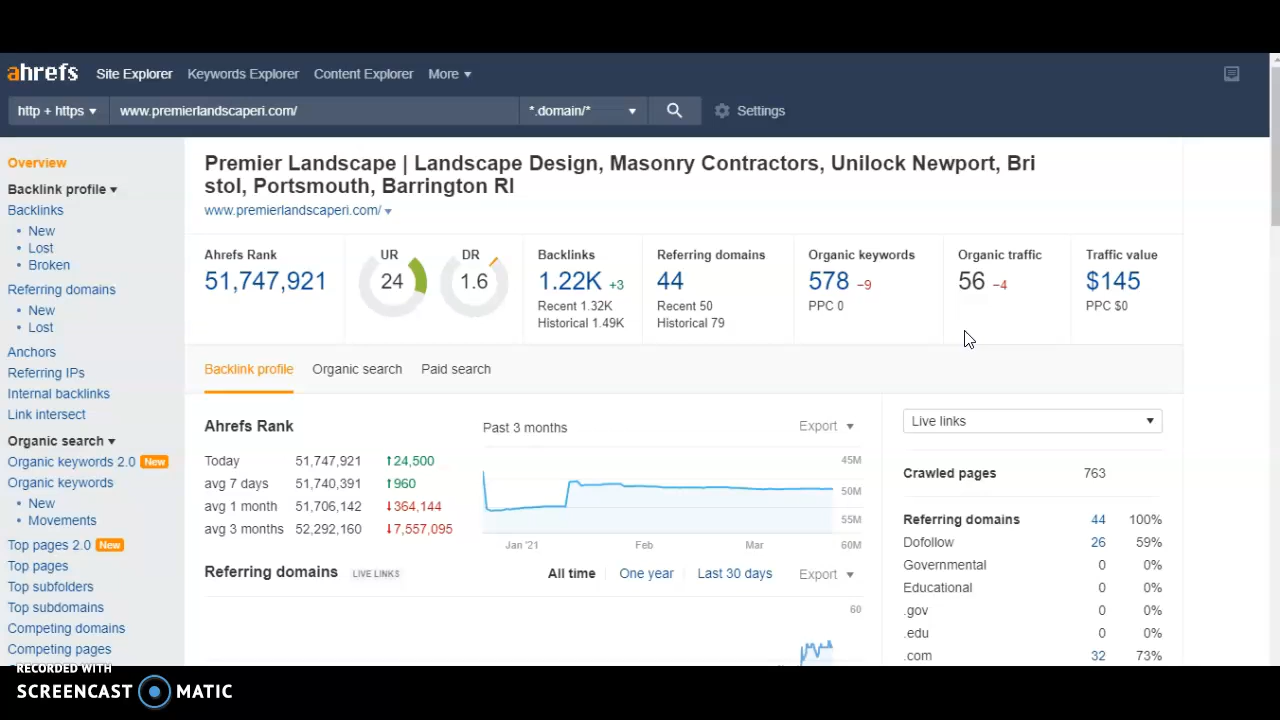 ahrefs Site Explorer Keywords Explorer Content Explorer More
http + https www.premierlandscaperi.com/ *.domain/* Settings
Overview
Backlink profile
Backlinks
• New
• Lost
• Broken
Referring domains
• New
• Lost
Anchors
Referring IPs
Internal backlinks
Link intersect
Organic search
Organic keywords 2.0 New
Organic keywords
• New
• Movements
Top pages 2.0 New
Top pages
Top subfolders
Top subdomains
Competing domains
Competing pages
Premier Landscape | Landscape Design, Masonry Contractors, Unilock Newport, Bri
stol, Portsmouth, Barrington RI
www.premierlandscaperi.com/
Ahrefs Rank
51,747,921
UR
24
DR
1.6
Backlinks
1.22K +3
Recent 1.32K
Historical 1.49K
Referring domains
44
Recent 50
Historical 79
Organic keywords
578 −9
PPC 0
Organic traffic
56 −4
Traffic value
$145
PPC $0
Backlink profile Organic search Paid search
Ahrefs Rank
Today 51,747,921 ↑24,500
avg 7 days 51,740,391 ↑960
avg 1 month 51,706,142 ↓364,144
avg 3 months 52,292,160 ↓7,557,095
Past 3 months Export
45M
50M
55M
60M
Jan '21 Feb Mar
Referring domains LIVE LINKS All time One year Last 30 days Export
60
Live links
Crawled pages 763
Referring domains 44 100%
Dofollow 26 59%
Governmental 0 0%
Educational 0 0%
.gov 0 0%
.edu 0 0%
.com 32 73%
RECORDED WITH
SCREENCAST MATIC